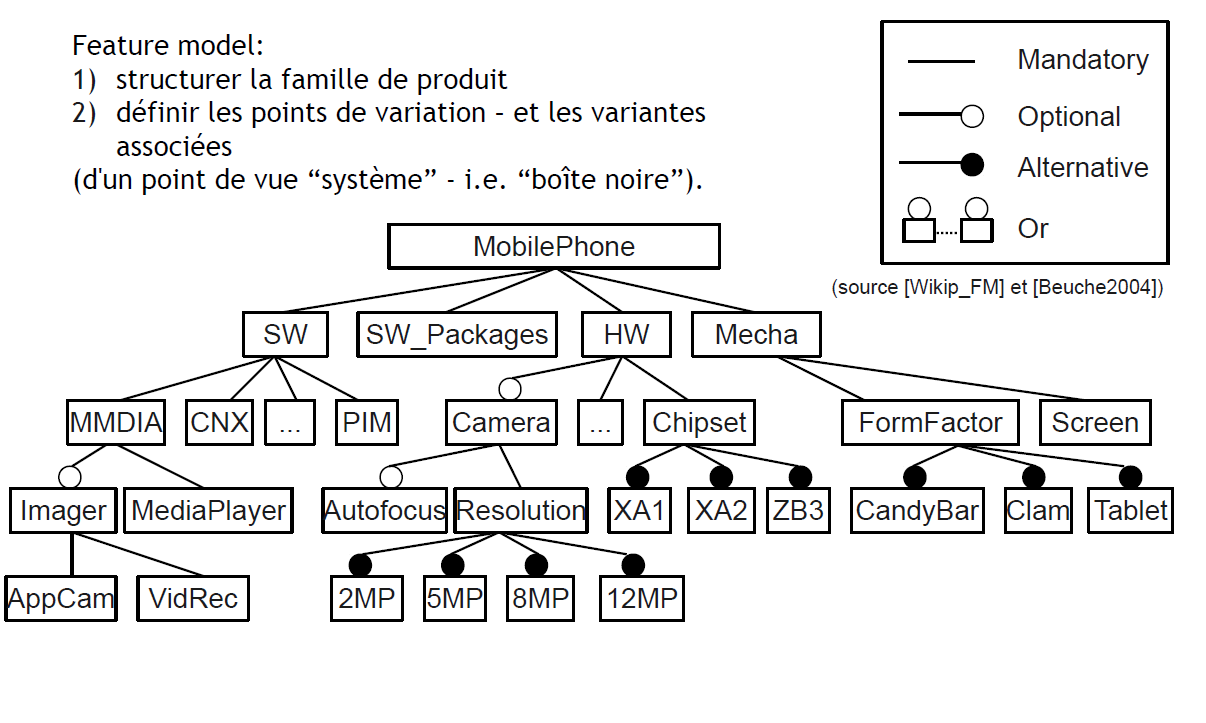 Feature model:
1) structurer la famille de produit
2) définir les points de variation - et les variantes
associées
(d'un point de vue “système” - i.e. “boîte noire”).
Mandatory
Optional
Alternative
Or
(source [Wikip_FM] et [Beuche2004])
MobilePhone
SW SW_Packages HW Mecha
MMDIA CNX ... PIM Camera ... Chipset FormFactor Screen
Imager MediaPlayer Autofocus Resolution XA1 XA2 ZB3 CandyBar Clam Tablet
AppCam VidRec 2MP 5MP 8MP 12MP